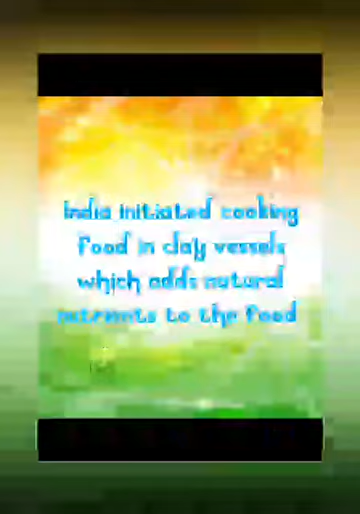 India initiated cooking
Food in clay vessels
which adds natural
nutrients to the food